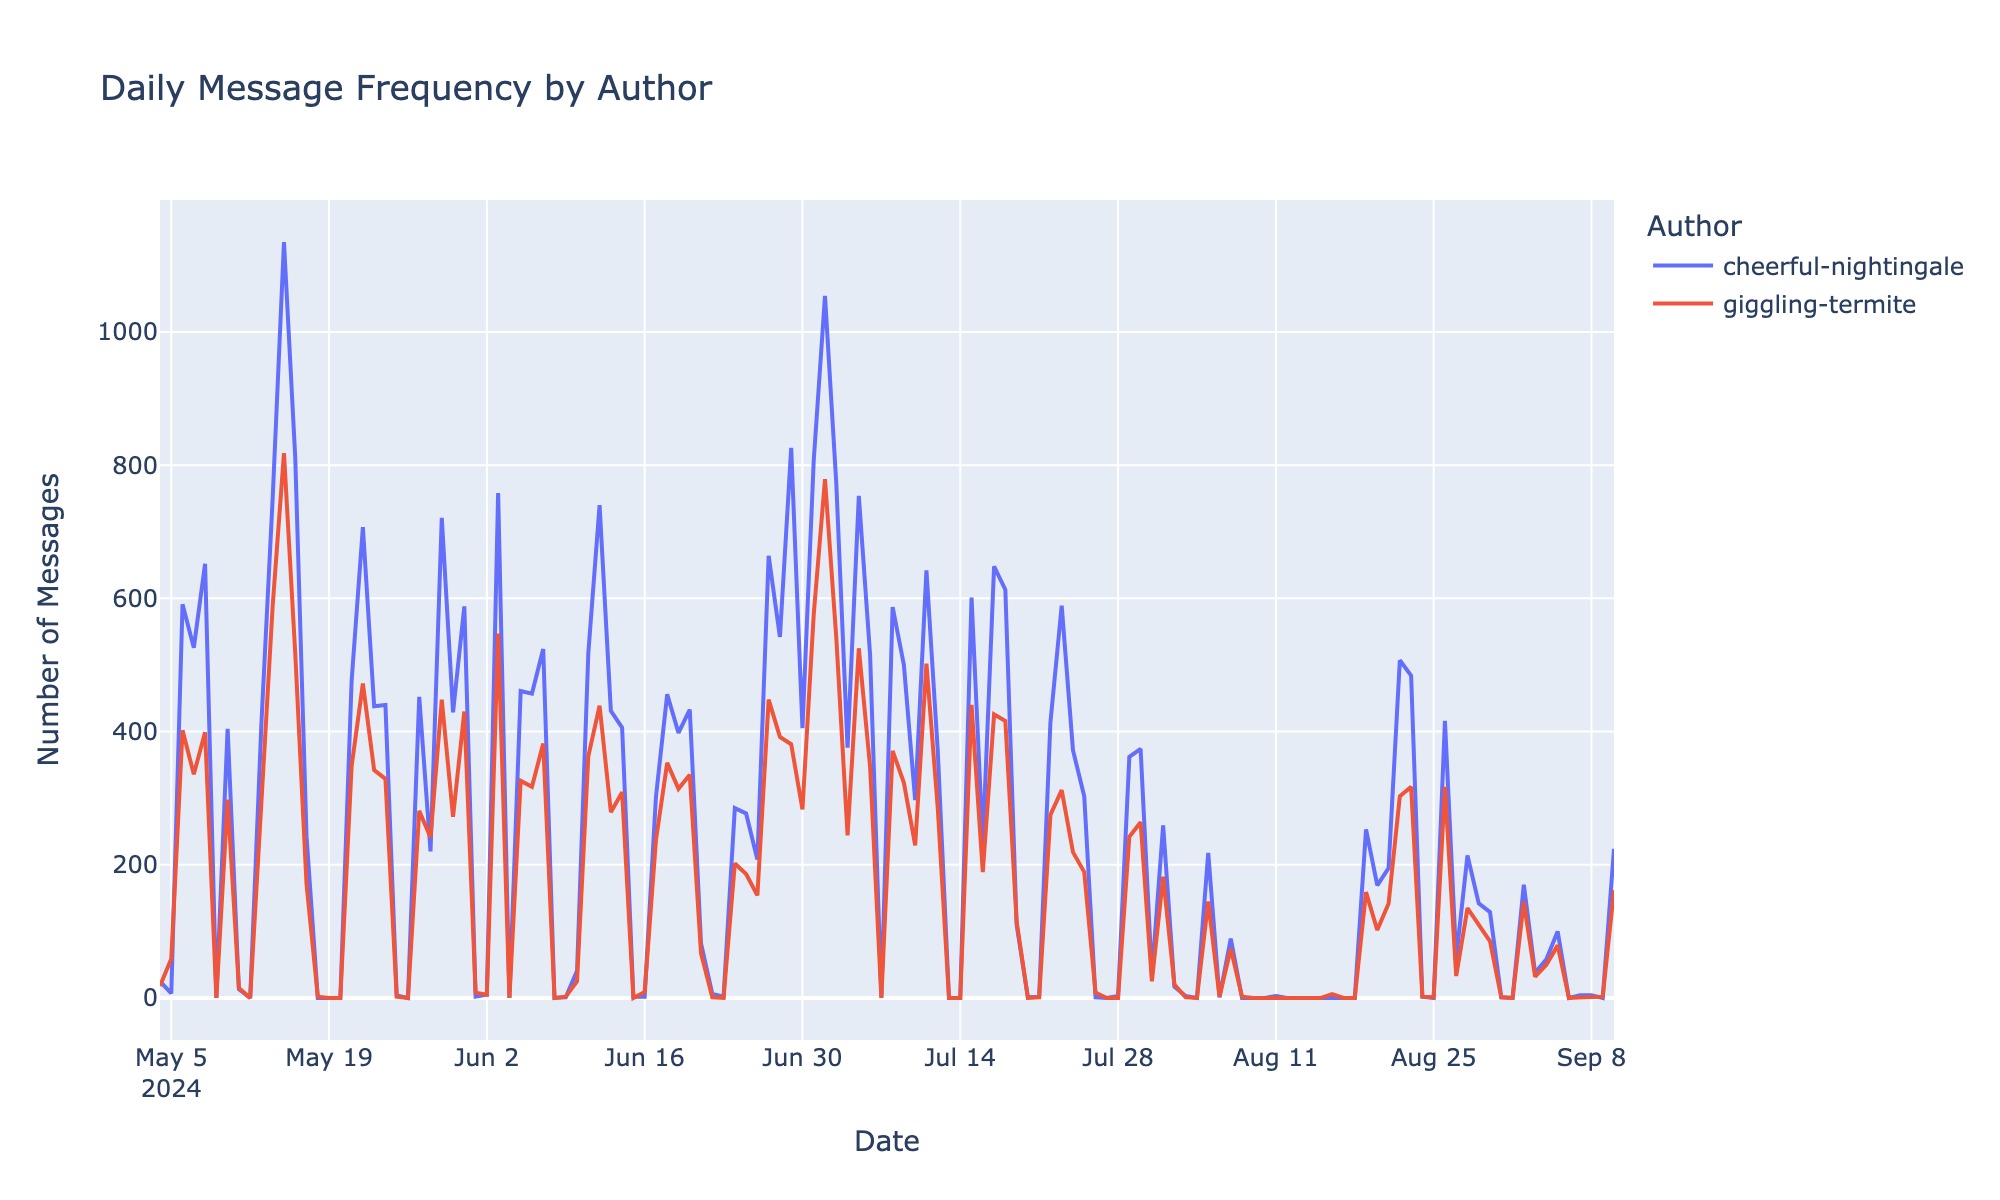 Daily Message Frequency by Author
Author
cheerful-nightingale
giggling-termite
Number of Messages
1000
800
600
400
200
0
May 5 May 19 Jun 2 Jun 16 Jun 30 Jul 14 Jul 28 Aug 11 Aug 25 Sep 8
2024
Date